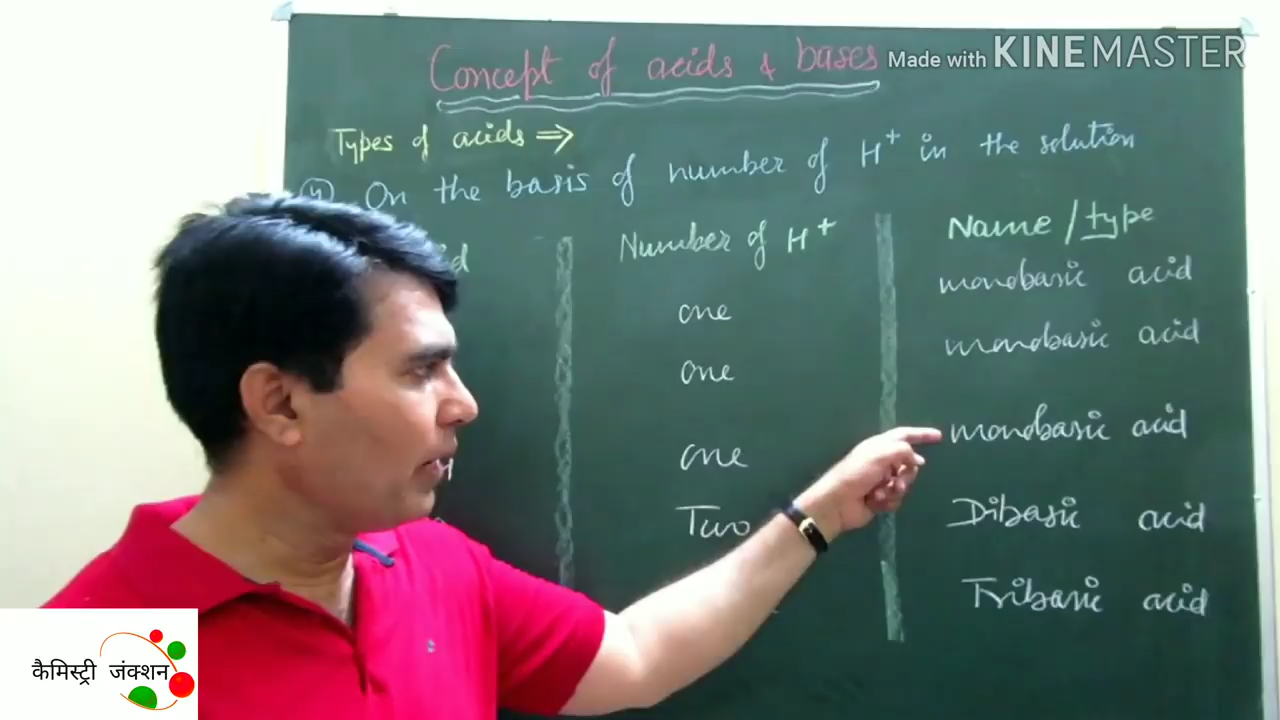 Concept of acids & bases
Made with KINEMASTER
Types of acids ⇒
On the basis of number of H⁺ in the solution
Number of H⁺
Name / type
one
monobasic acid
one
monobasic acid
one
monobasic acid
Two
Dibasic acid
Tribasic acid
कैमिस्ट्री जंक्शन